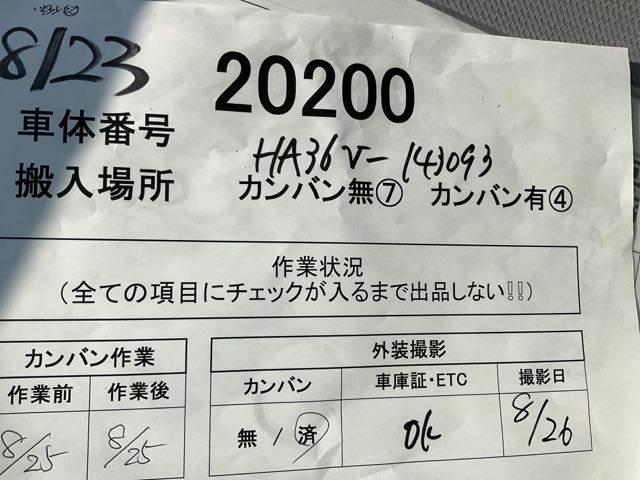 8/23
20200
車体番号 HA36V-143093
搬入場所 カンバン無⑦ カンバン有④
作業状況
(全ての項目にチェックが入るまで出品しない!!)
カンバン作業
作業前 作業後
8/25 8/25
外装撮影
カンバン 車庫証・ETC 撮影日
無 / 済 OK 8/26